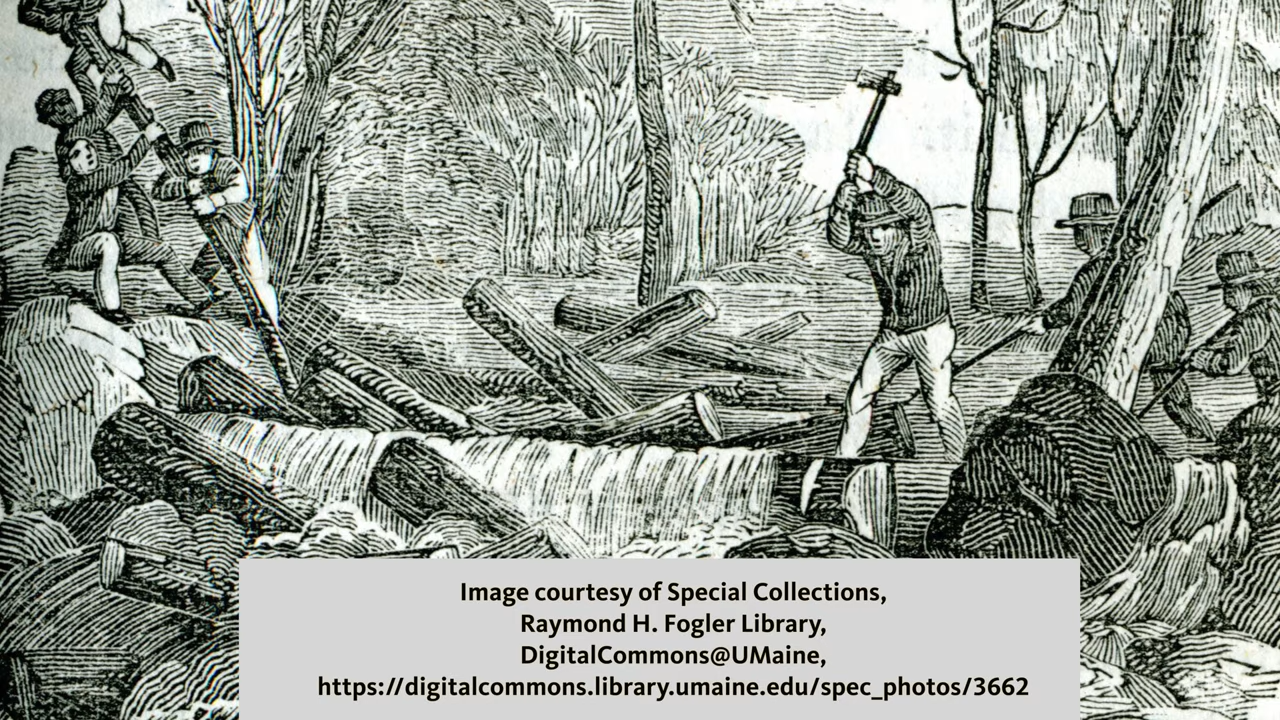 Image courtesy of Special Collections,
Raymond H. Fogler Library,
DigitalCommons@UMaine,
https://digitalcommons.library.umaine.edu/spec_photos/3662